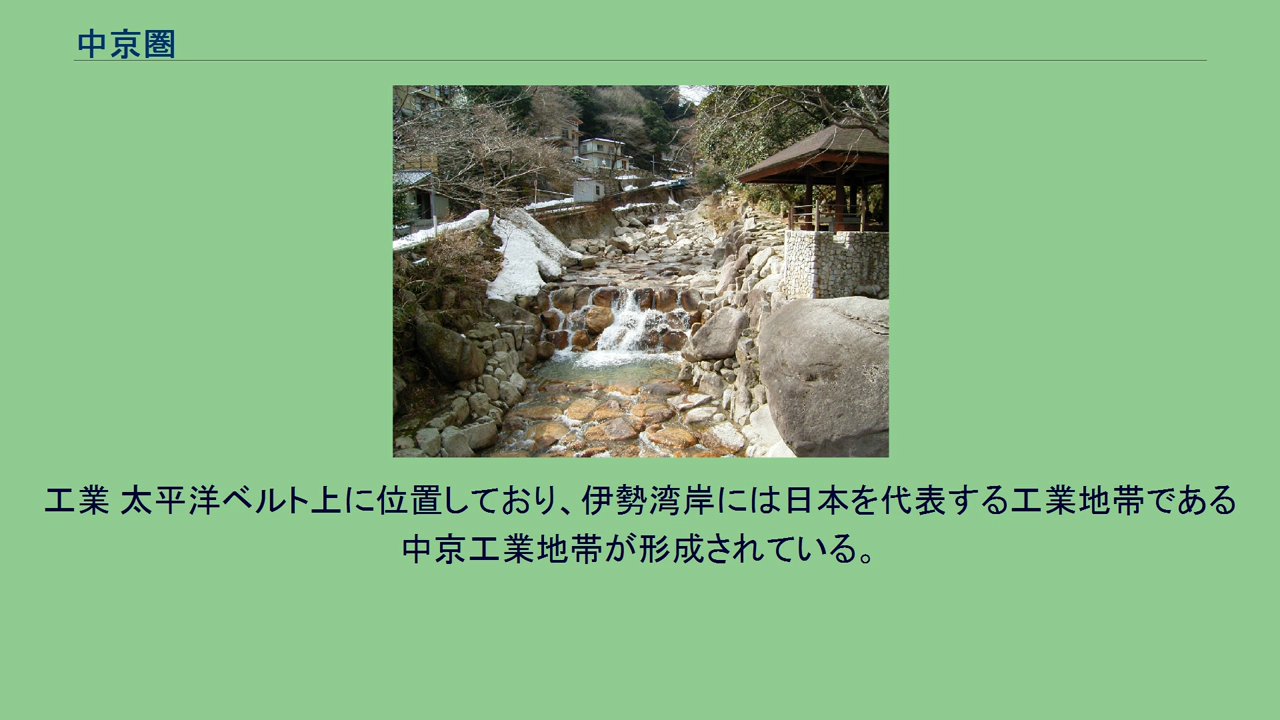 中京圏
工業 太平洋ベルト上に位置しており、伊勢湾岸には日本を代表する工業地帯である
中京工業地帯が形成されている。